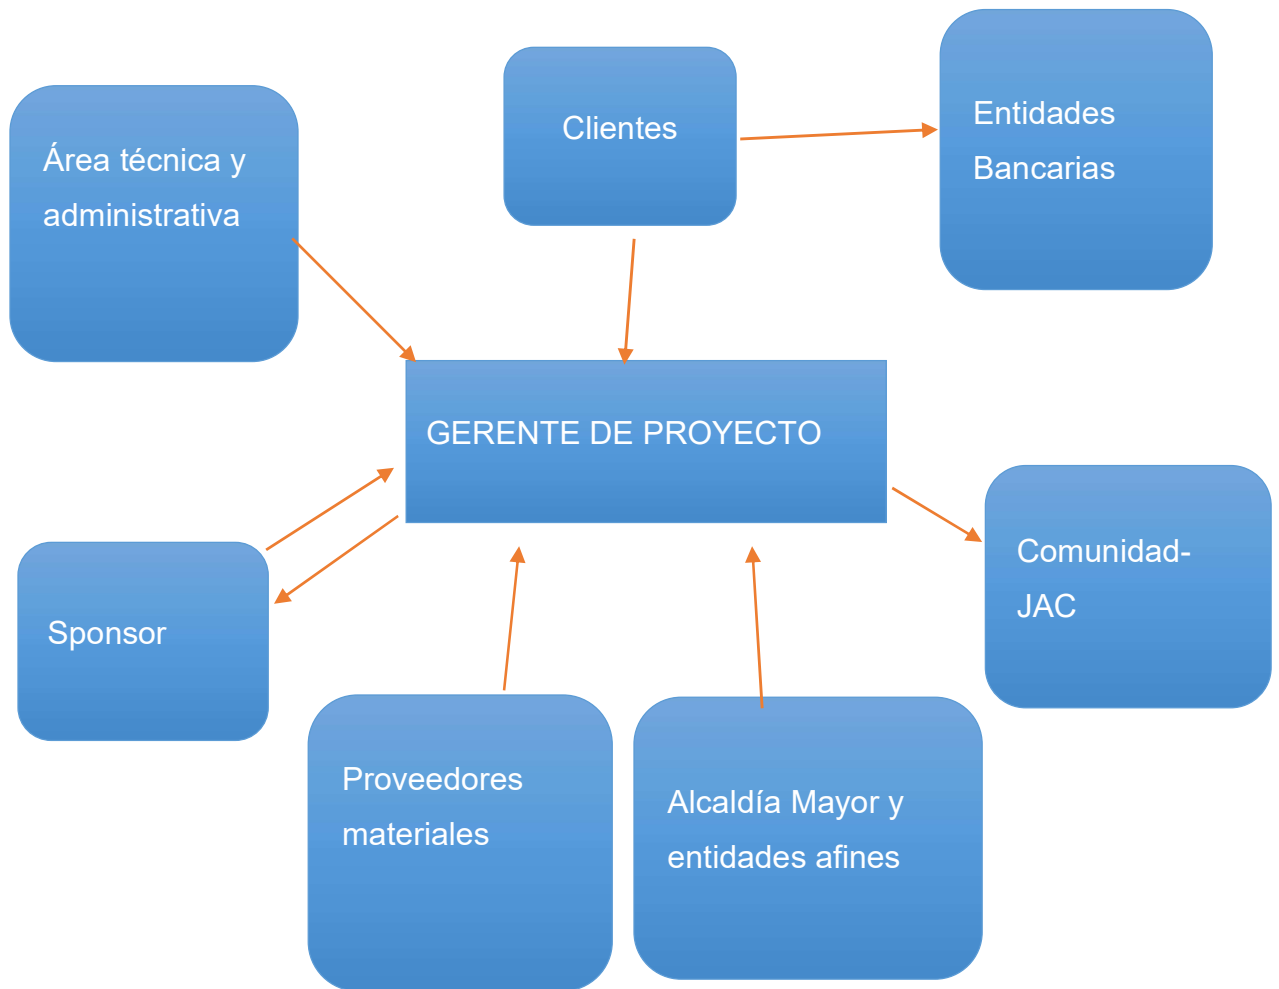 Clientes
Entidades
Bancarias
Área técnica y
administrativa
GERENTE DE PROYECTO
Comunidad-
JAC
Sponsor
Proveedores
materiales
Alcaldía Mayor y
entidades afines